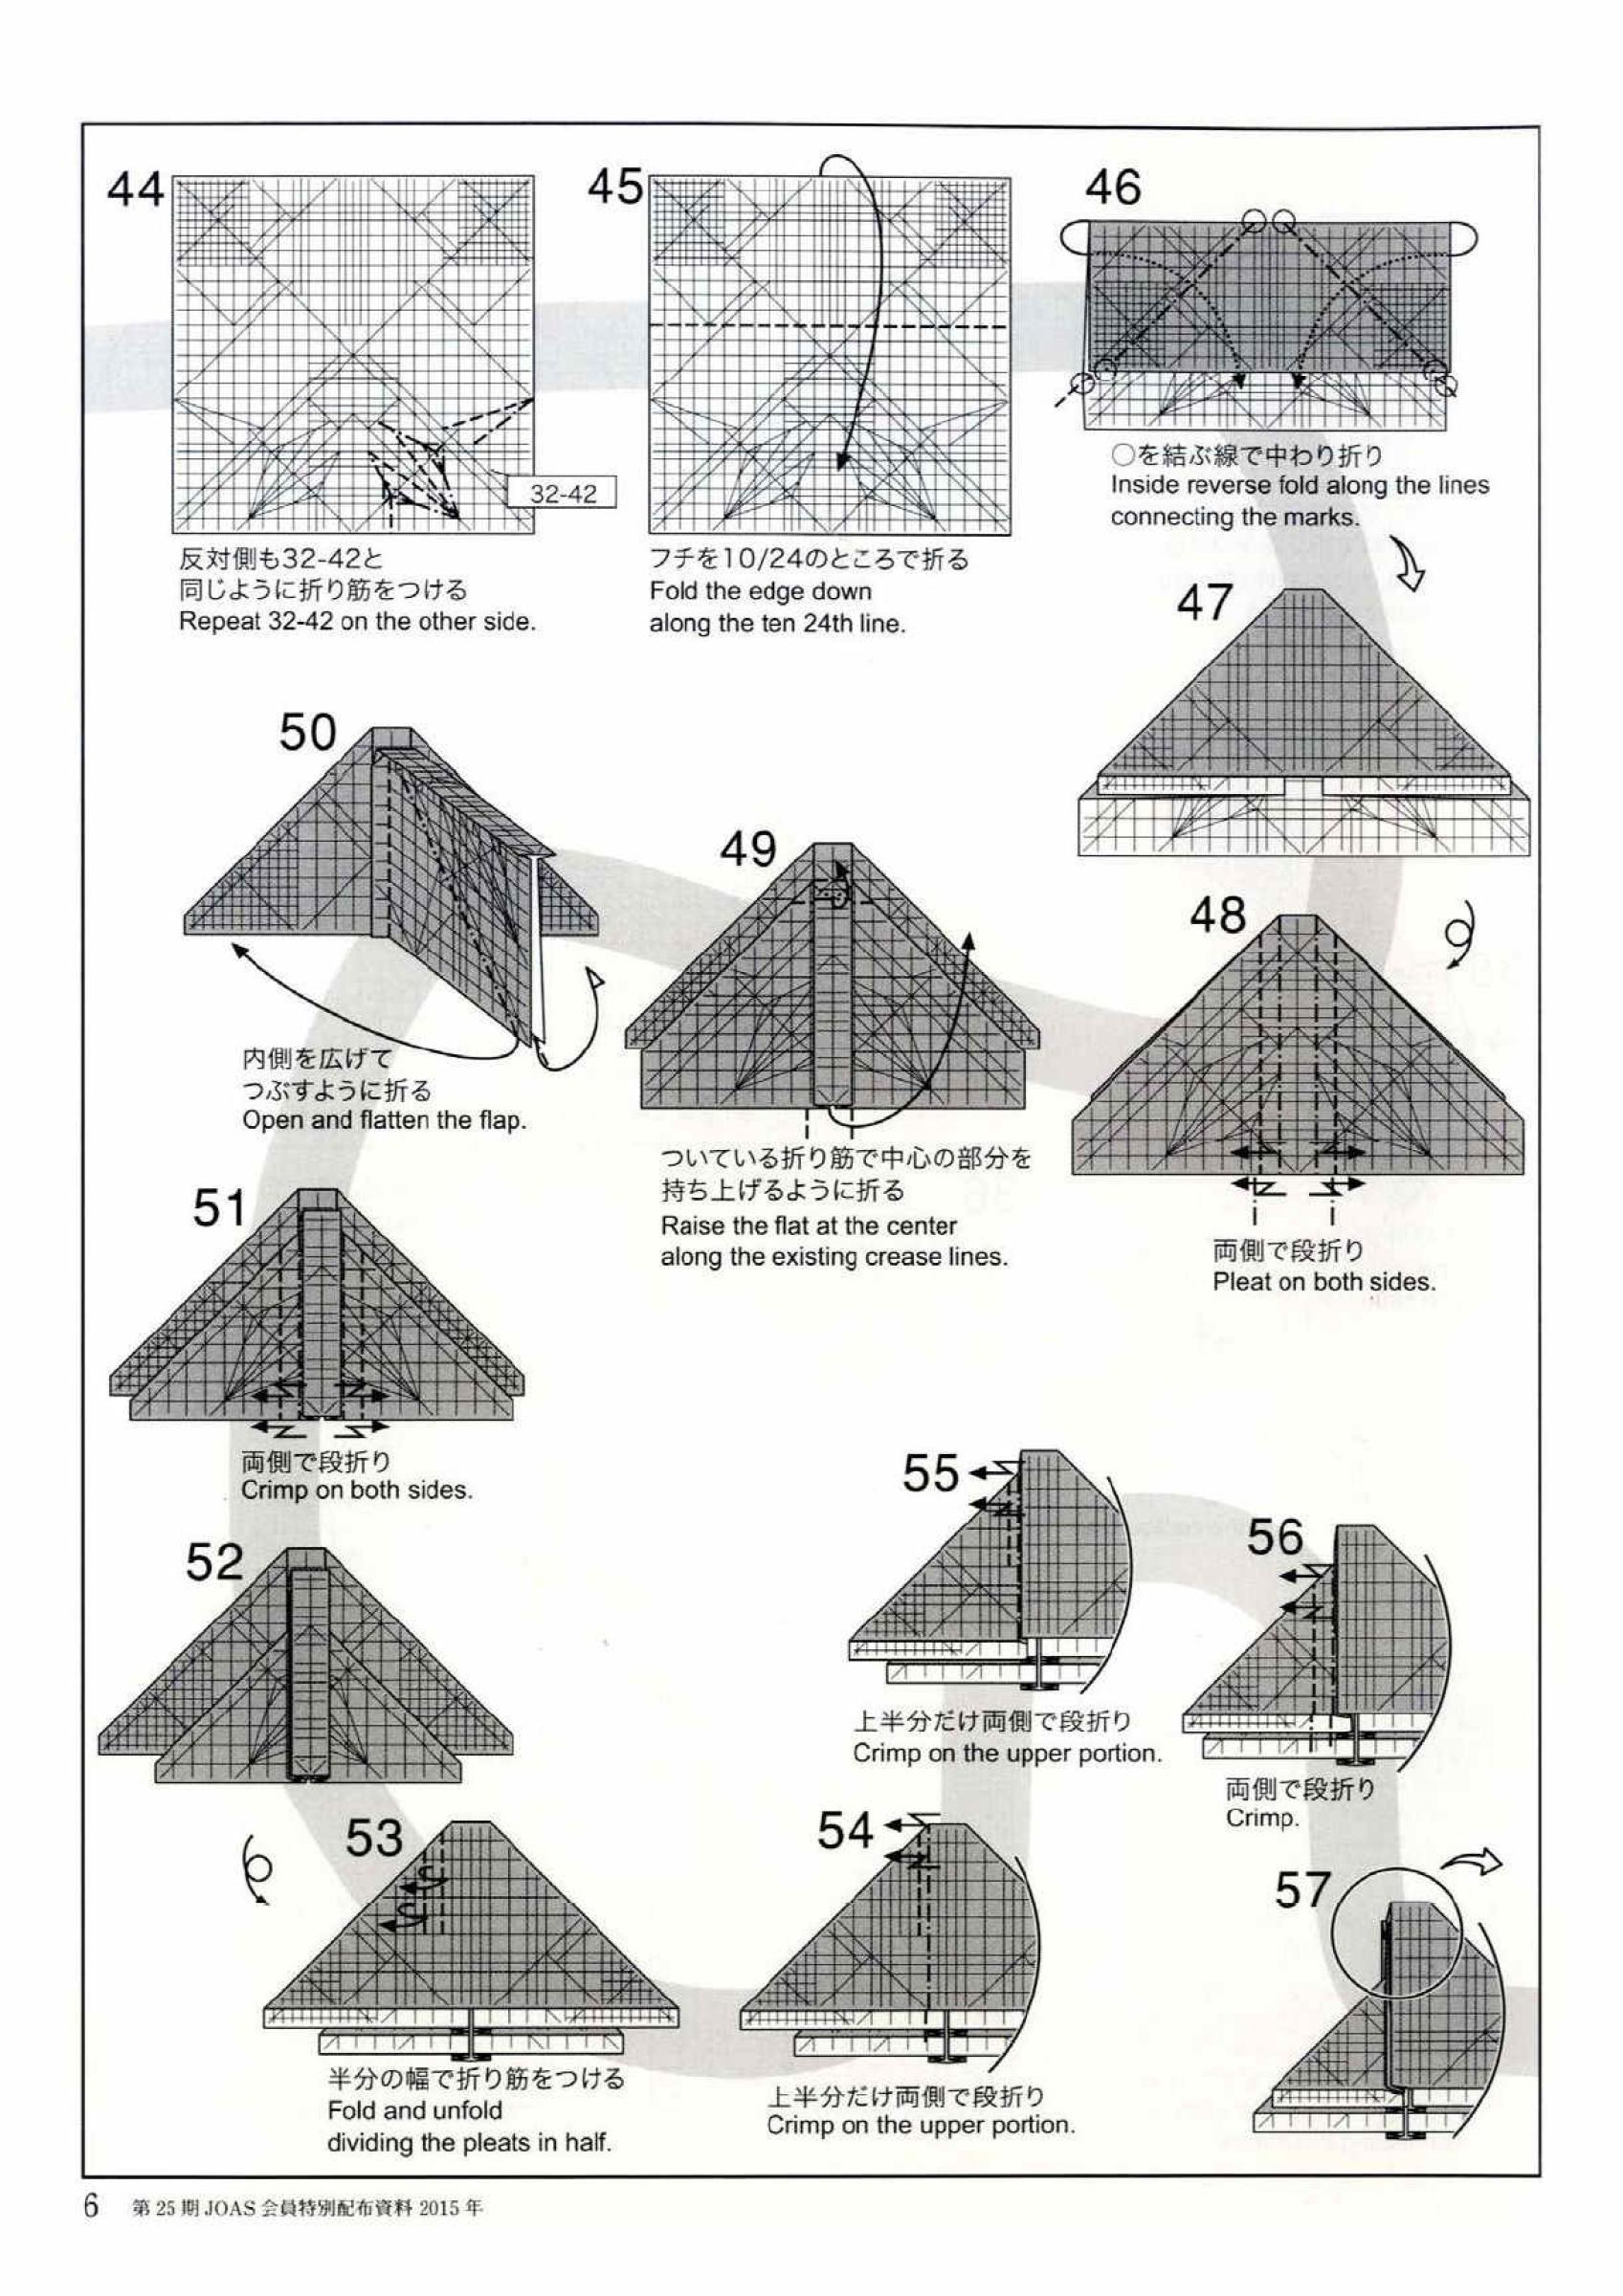 44
32-42
反対側も32-42と
同じように折り筋をつける
Repeat 32-42 on the other side.
45
フチを10/24のところで折る
Fold the edge down
along the ten 24th line.
46
○を結ぶ線で中わり折り
Inside reverse fold along the lines
connecting the marks.
47
48
両側で段折り
Pleat on both sides.
49
ついている折り筋で中心の部分を
持ち上げるように折る
Raise the flat at the center
along the existing crease lines.
50
内側を広げて
つぶすように折る
Open and flatten the flap.
51
両側で段折り
Crimp on both sides.
52
53
半分の幅で折り筋をつける
Fold and unfold
dividing the pleats in half.
54
上半分だけ両側で段折り
Crimp on the upper portion.
55
上半分だけ両側で段折り
Crimp on the upper portion.
56
両側で段折り
Crimp.
57
6 第 25 期 JOAS 会員特別配布資料 2015 年